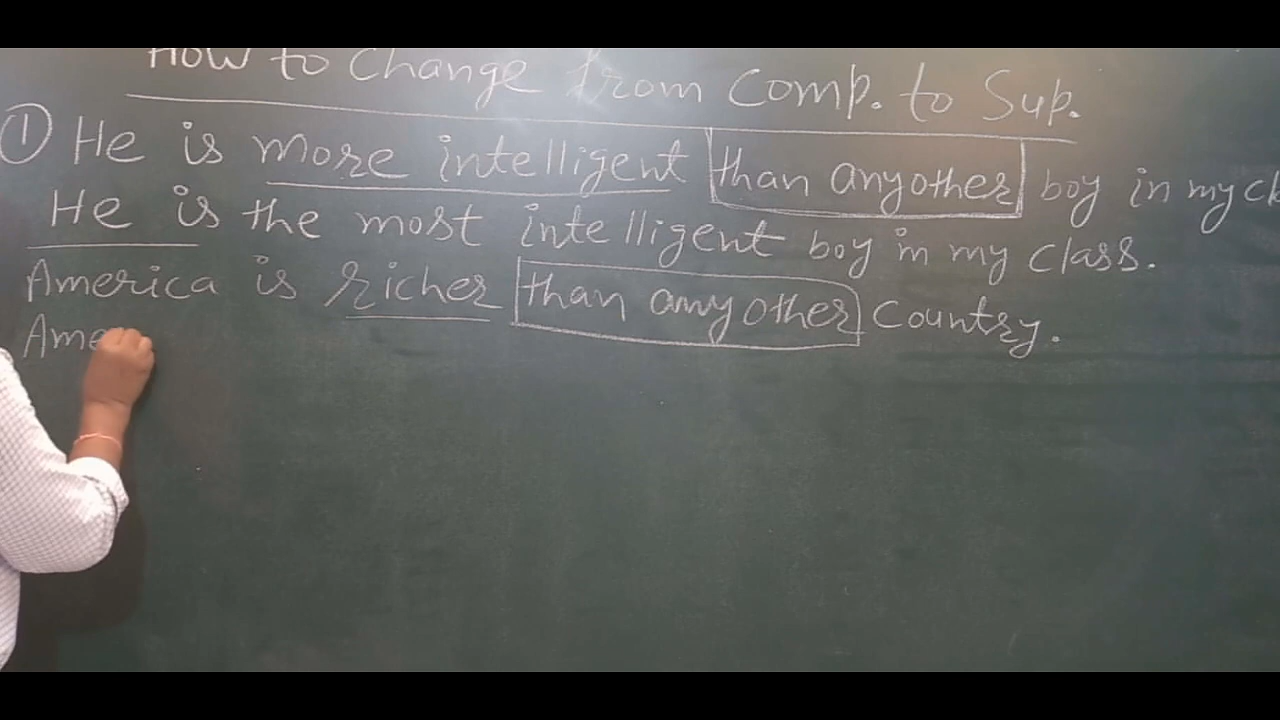 How to Change from Comp. to Sup.
① He is more intelligent than anyother boy in my
He is the most intelligent boy in my class.
America is richer than anyother Country.
Ame